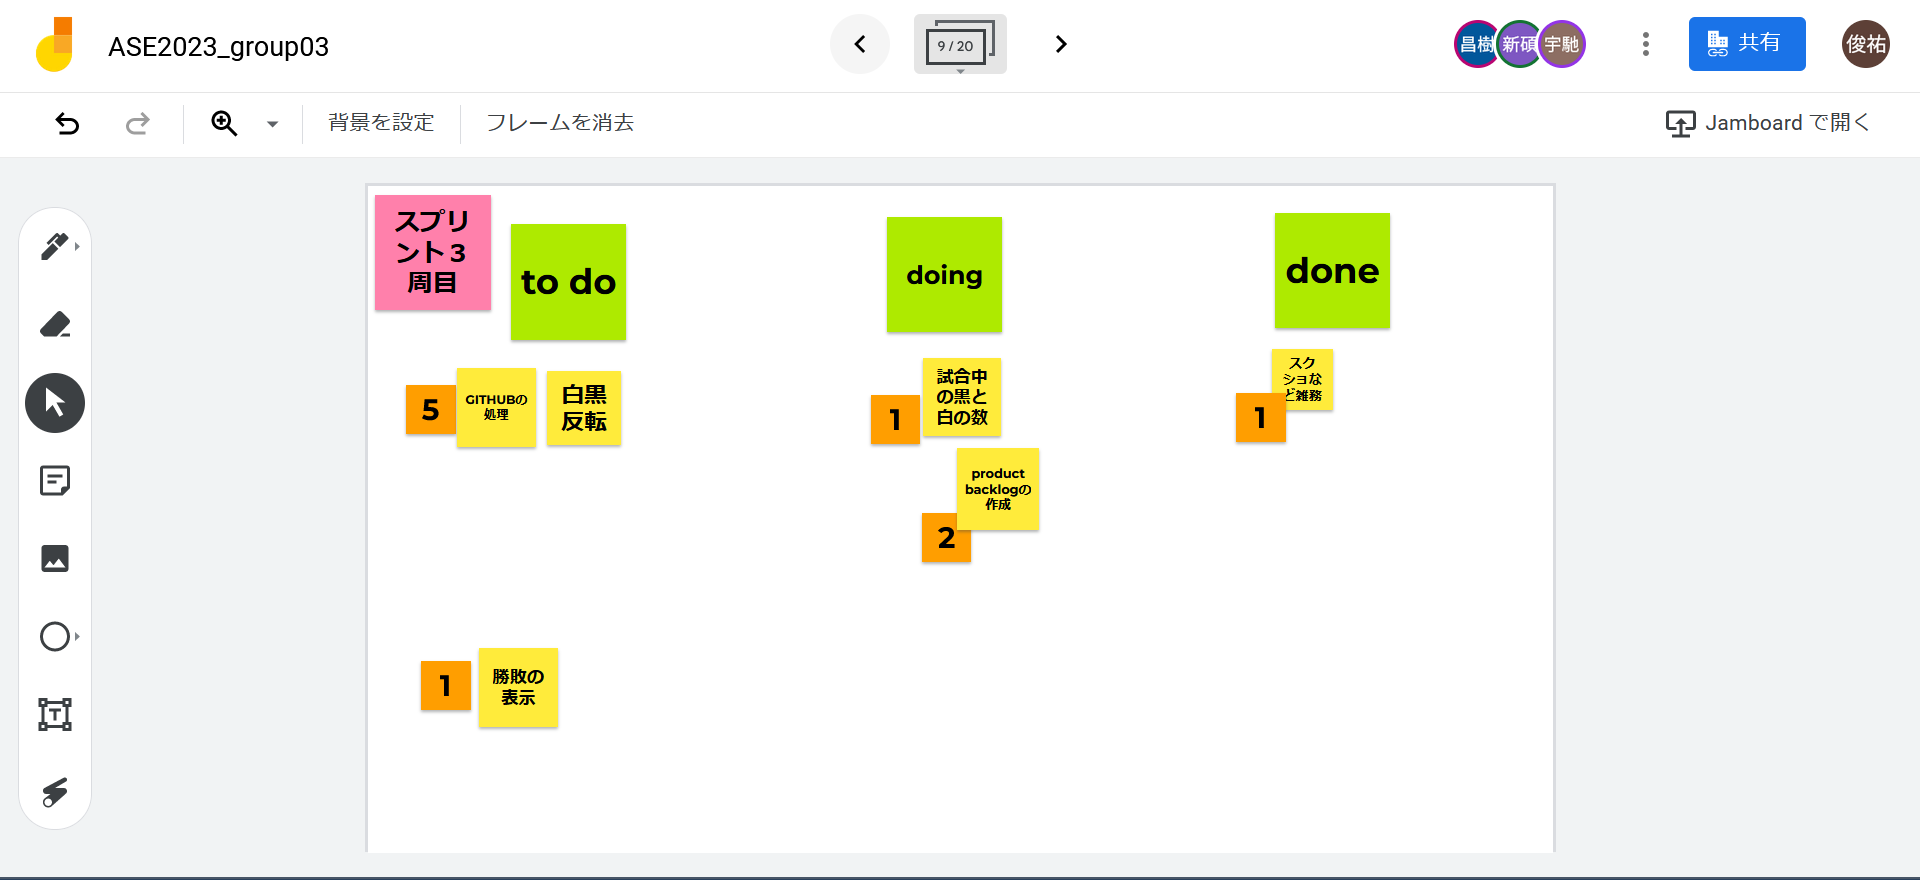 ASE2023_group03
9 / 20
昌樹
新碩
宇馳
共有
俊祐
背景を設定
フレームを消去
Jamboard で開く
スプリ
ント３
周目
to do
doing
done
5
GITHUBの
処理
白黒
反転
1
試合中
の黒と
白の数
product
backlogの
作成
2
スク
ショな
ど雑務
1
1
勝敗の
表示